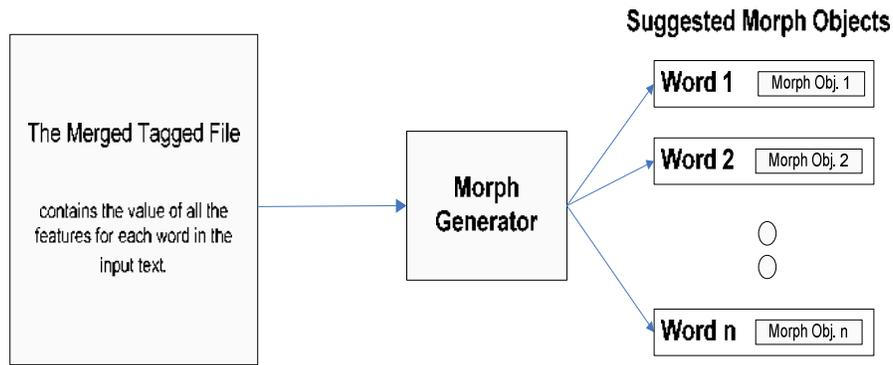 Suggested Morph Objects
The Merged Tagged File
contains the value of all the
features for each word in the
input text.
Morph
Generator
Word 1 Morph Obj. 1
Word 2 Morph Obj. 2
Word n Morph Obj. n